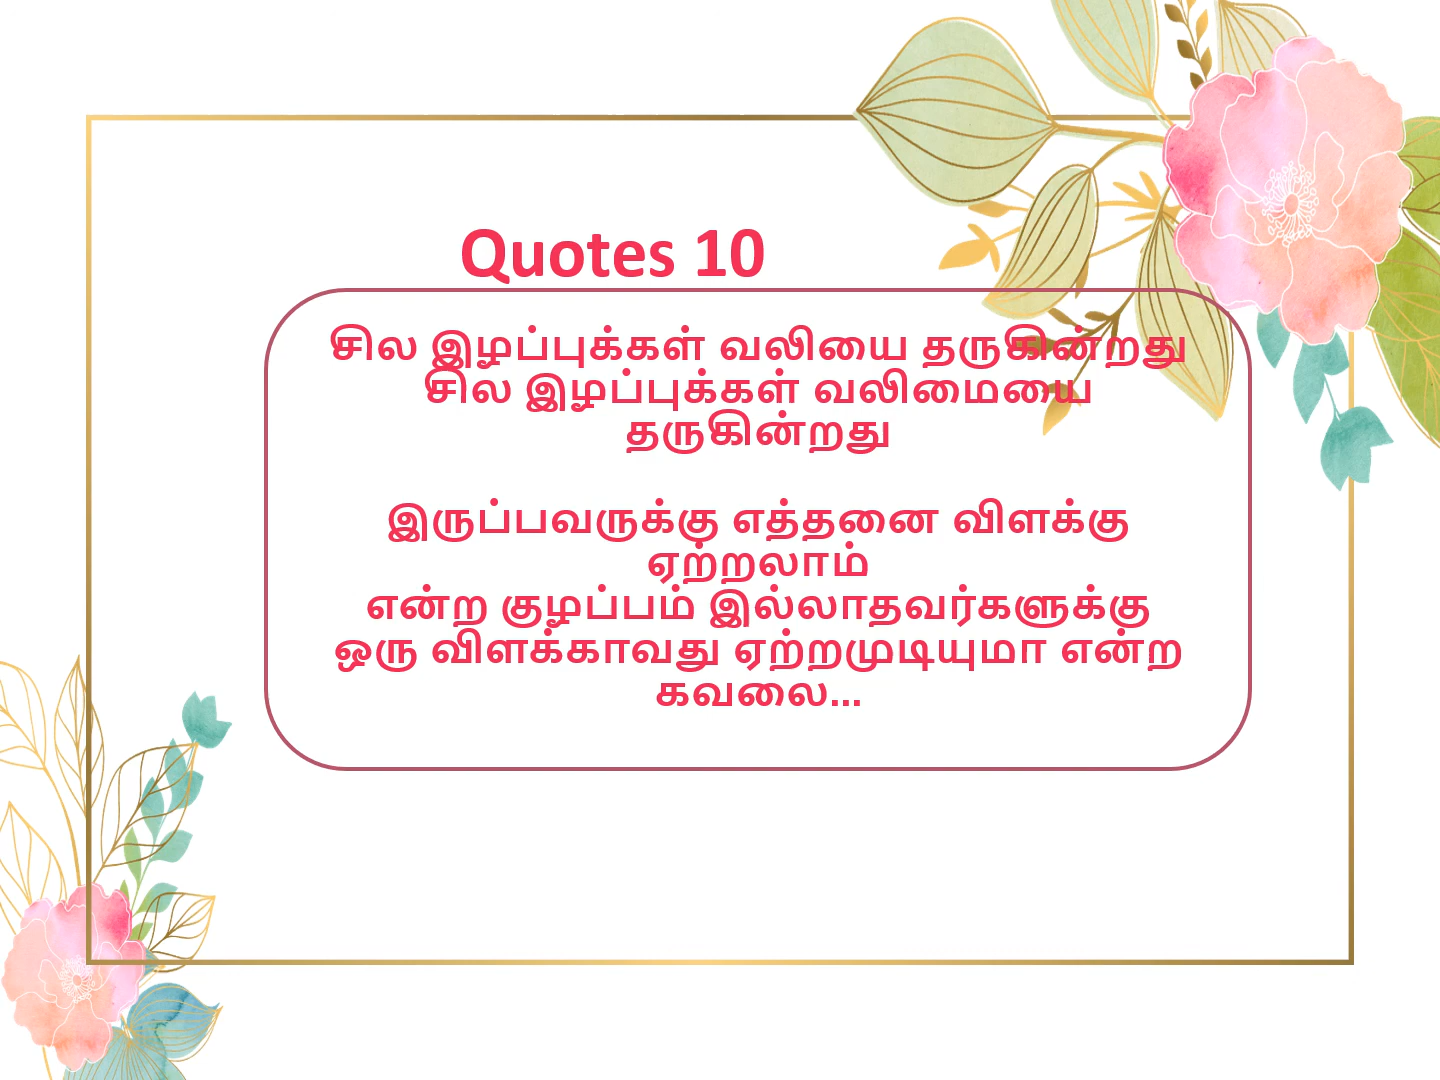 Quotes 10
சில இழப்புக்கள் வலியை தருகின்றது
சில இழப்புக்கள் வலிமையை
தருகின்றது
இருப்பவருக்கு எத்தனை விளக்கு
ஏற்றலாம்
என்ற குழப்பம் இல்லாதவர்களுக்கு
ஒரு விளக்காவது ஏற்றமுடியுமா என்ற
கவலை...